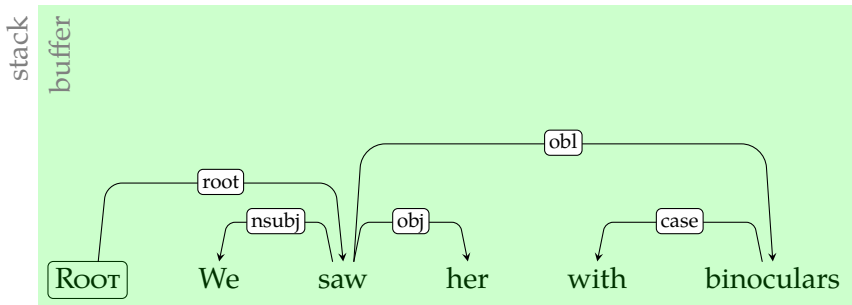 stack
buffer
obl
root
nsubj obj case
Root We saw her with binoculars